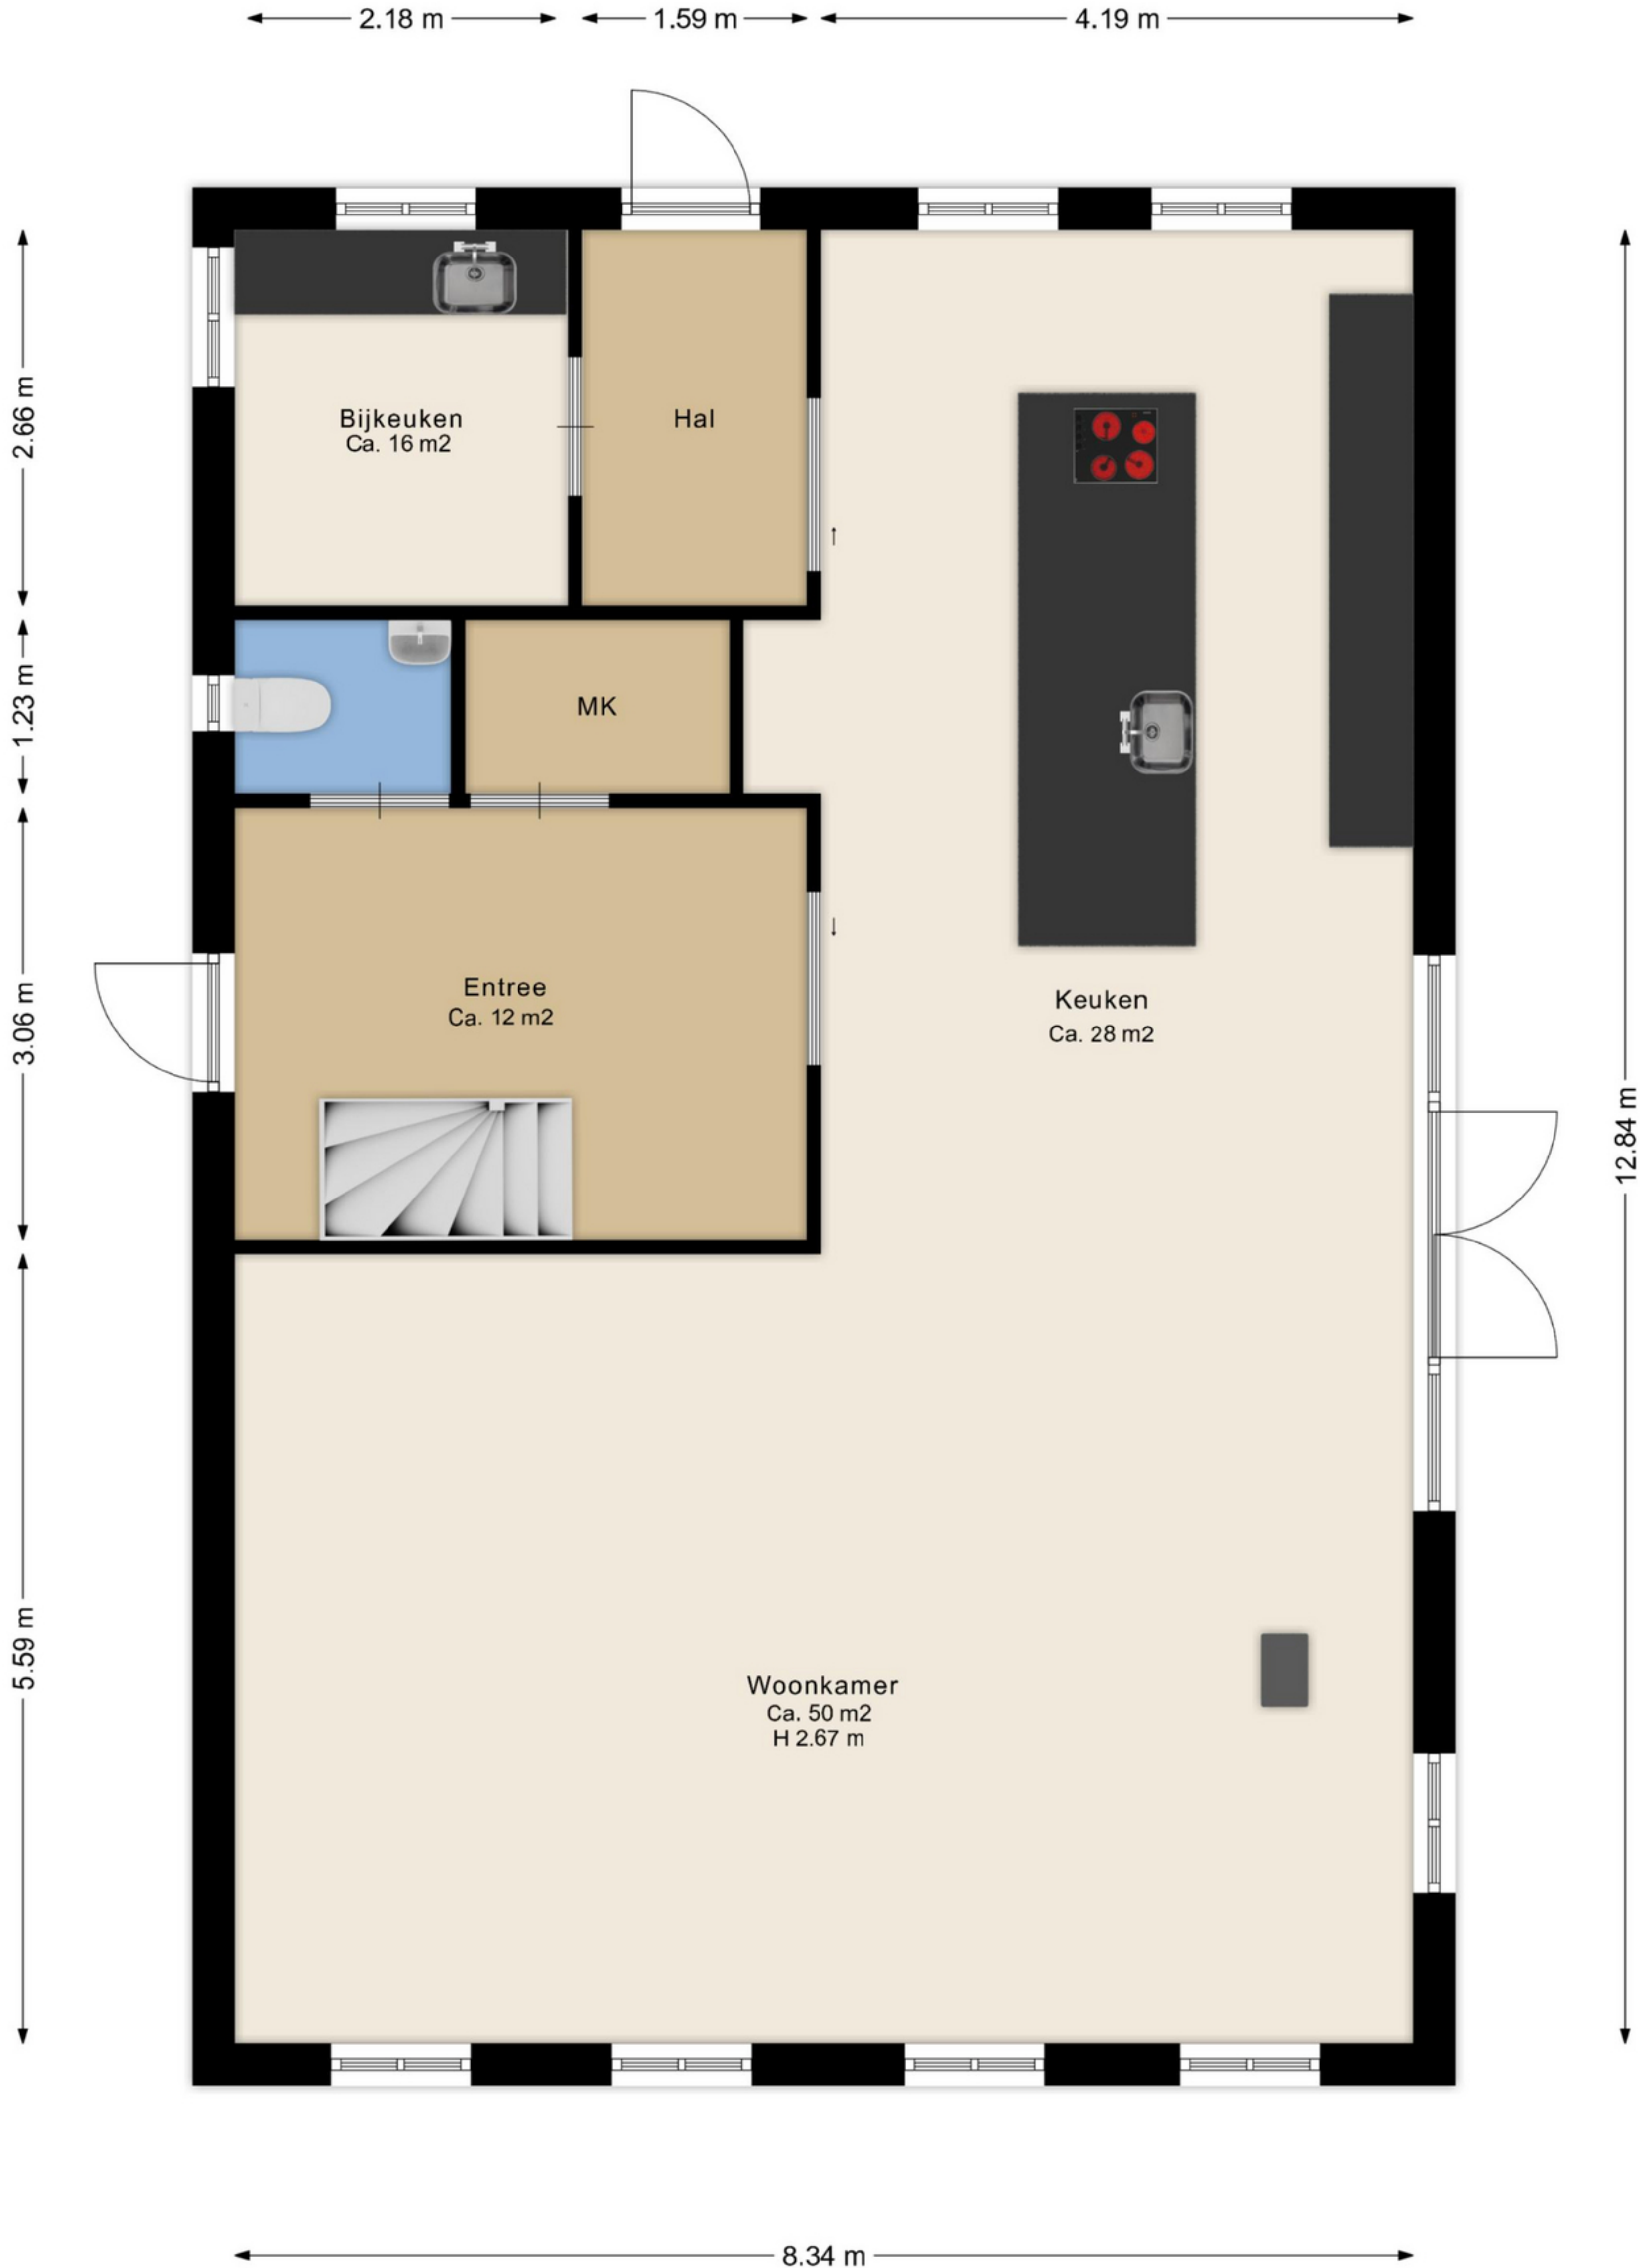 2.18 m
1.59 m
4.19 m
2.66 m
Bijkeuken
Ca. 16 m2
Hal
1.23 m
MK
3.06 m
Entree
Ca. 12 m2
Keuken
Ca. 28 m2
12.84 m
5.59 m
Woonkamer
Ca. 50 m2
H 2.67 m
8.34 m